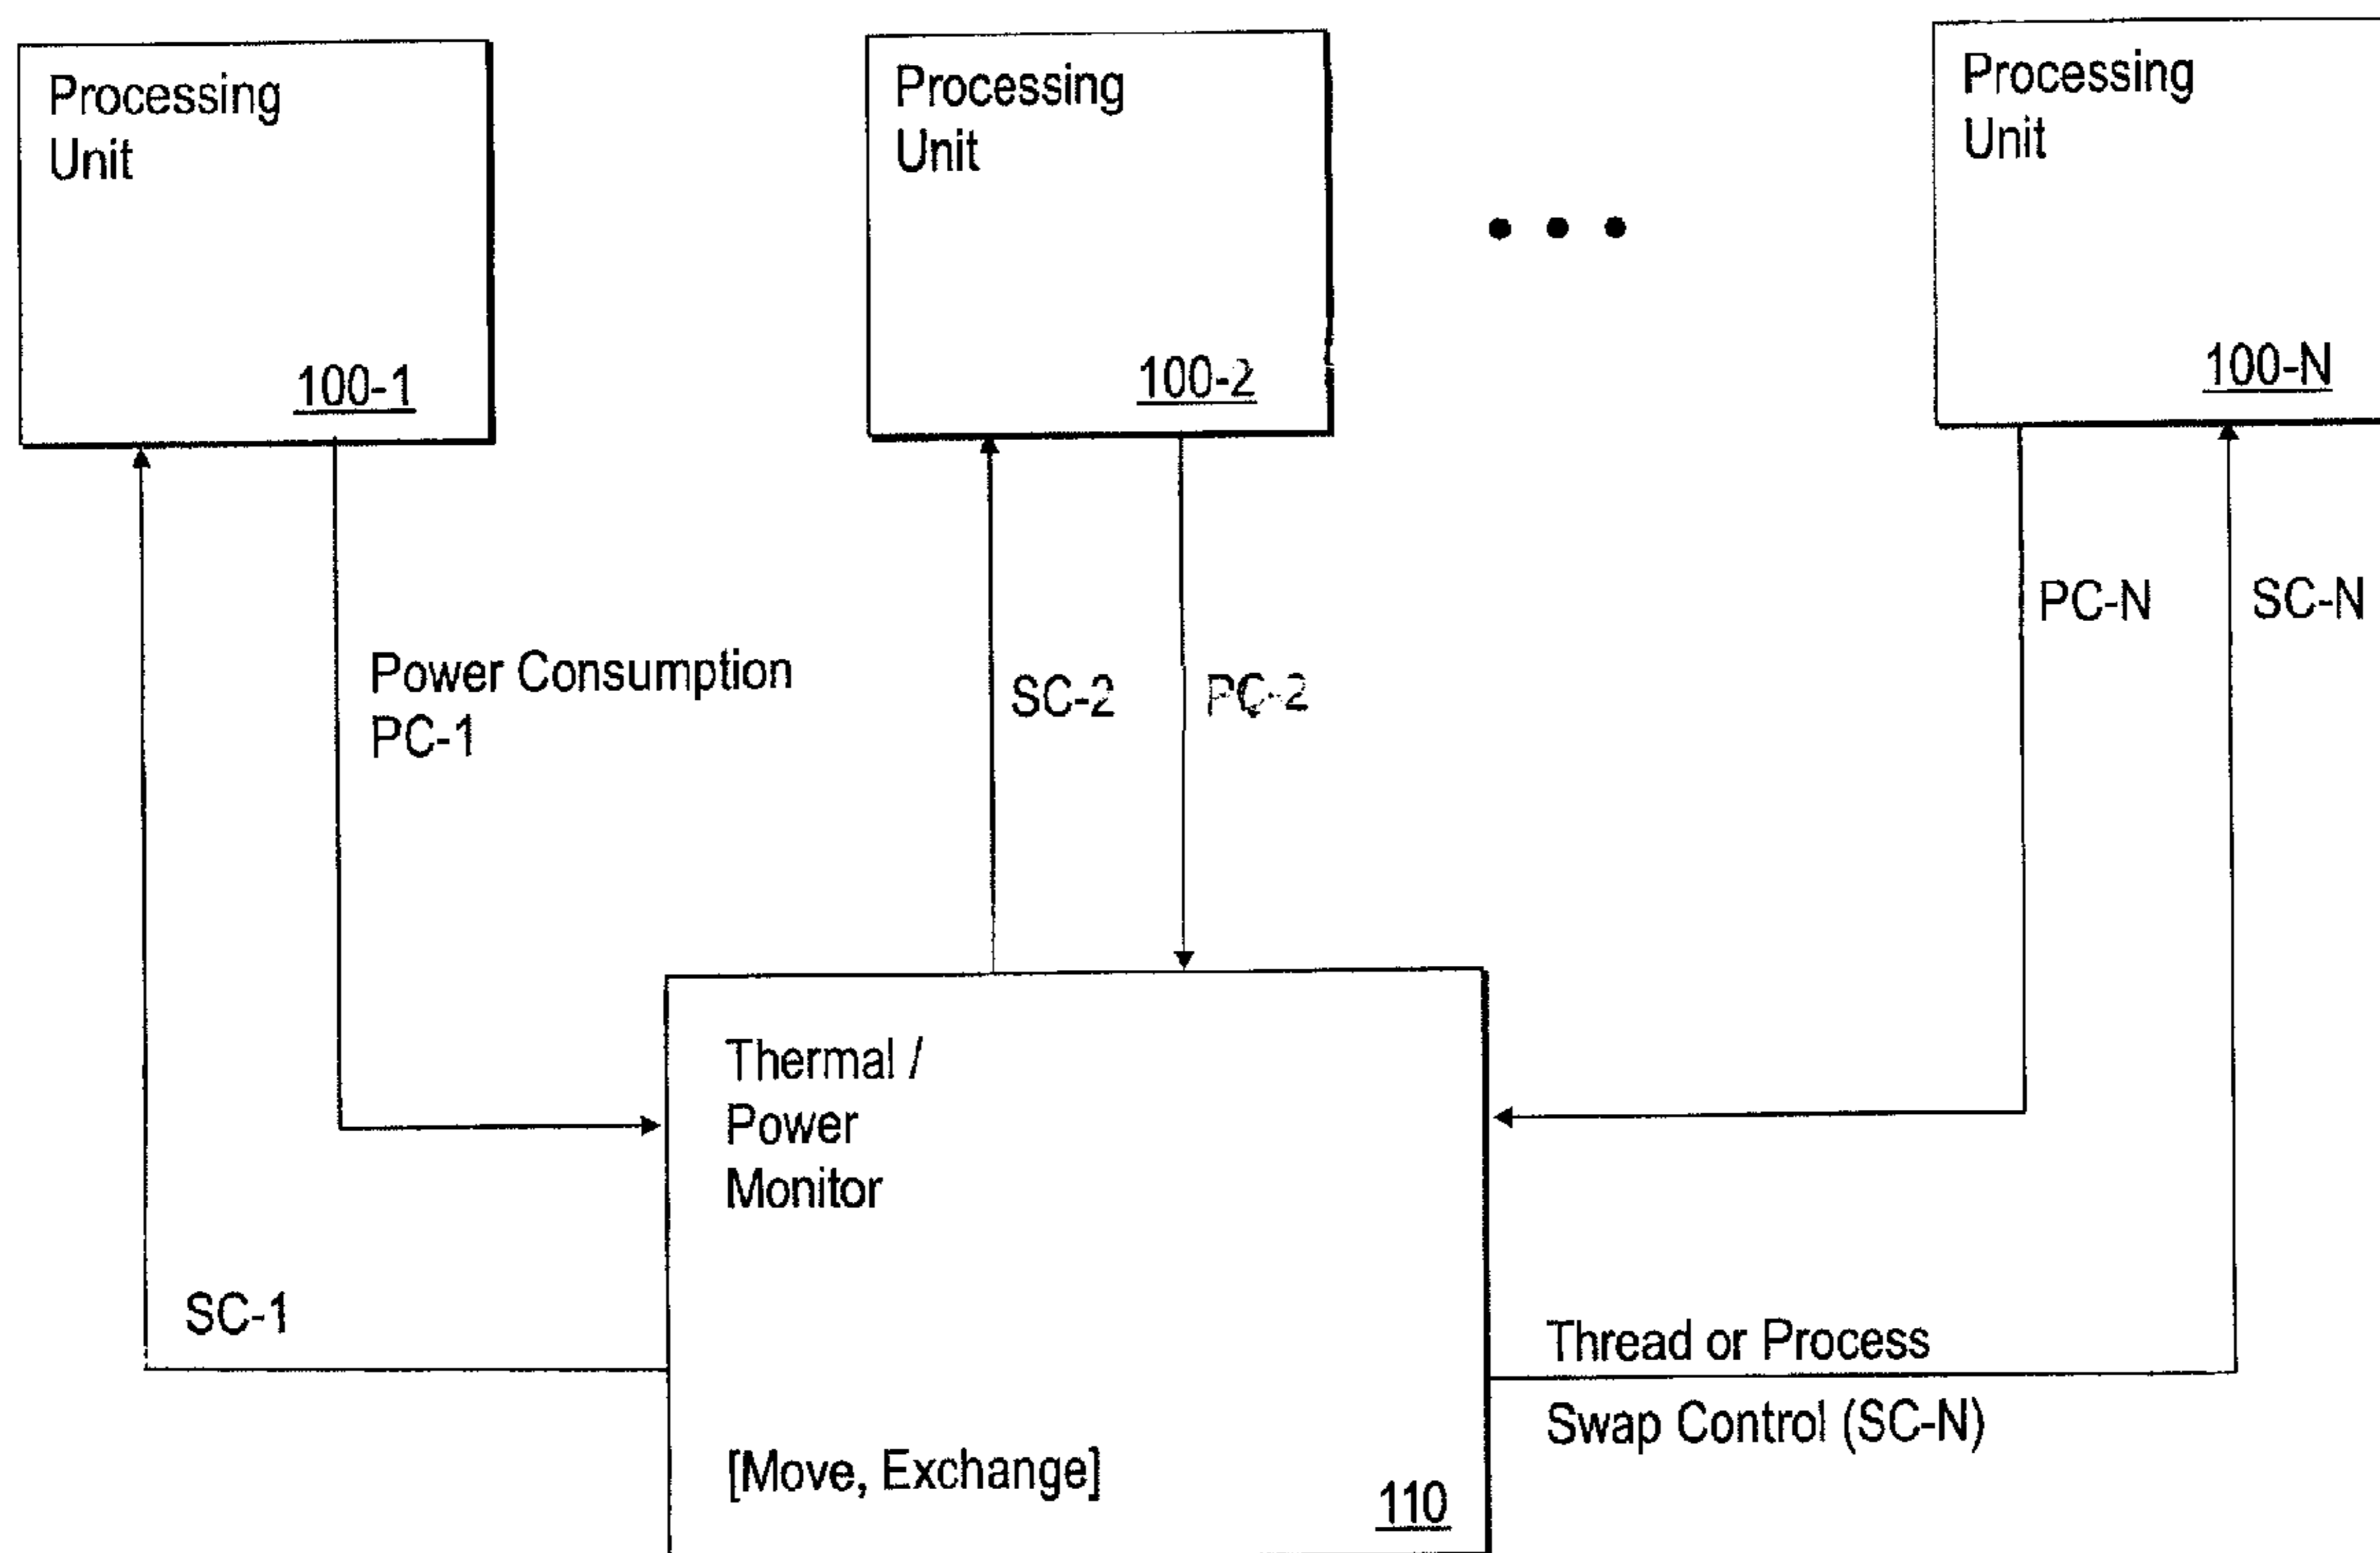 Processing
Unit
100-1
Processing
Unit
100-2
Processing
Unit
100-N
Power Consumption
PC-1
SC-2
PC-2
PC-N
SC-N
Thermal /
Power
Monitor
SC-1
Thread or Process
Swap Control (SC-N)
[Move, Exchange]
110